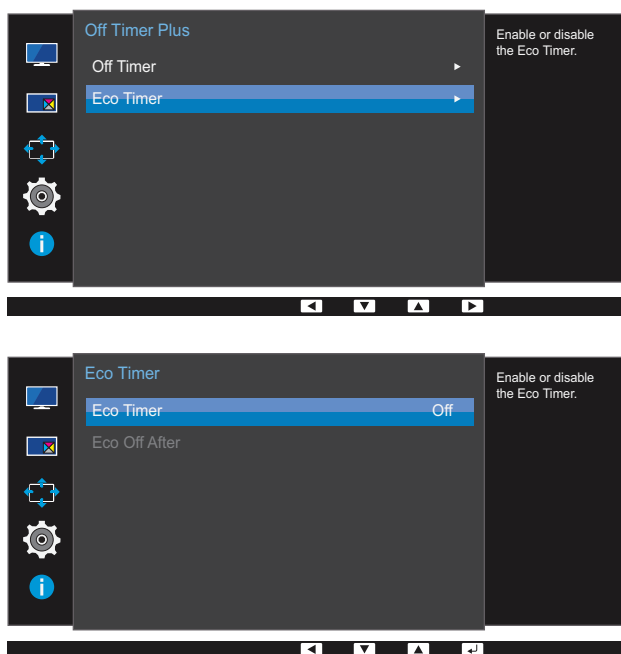 Off Timer Plus
Off Timer
Eco Timer
Enable or disable
the Eco Timer.
Eco Timer
Eco Timer Off
Eco Off After
Enable or disable
the Eco Timer.